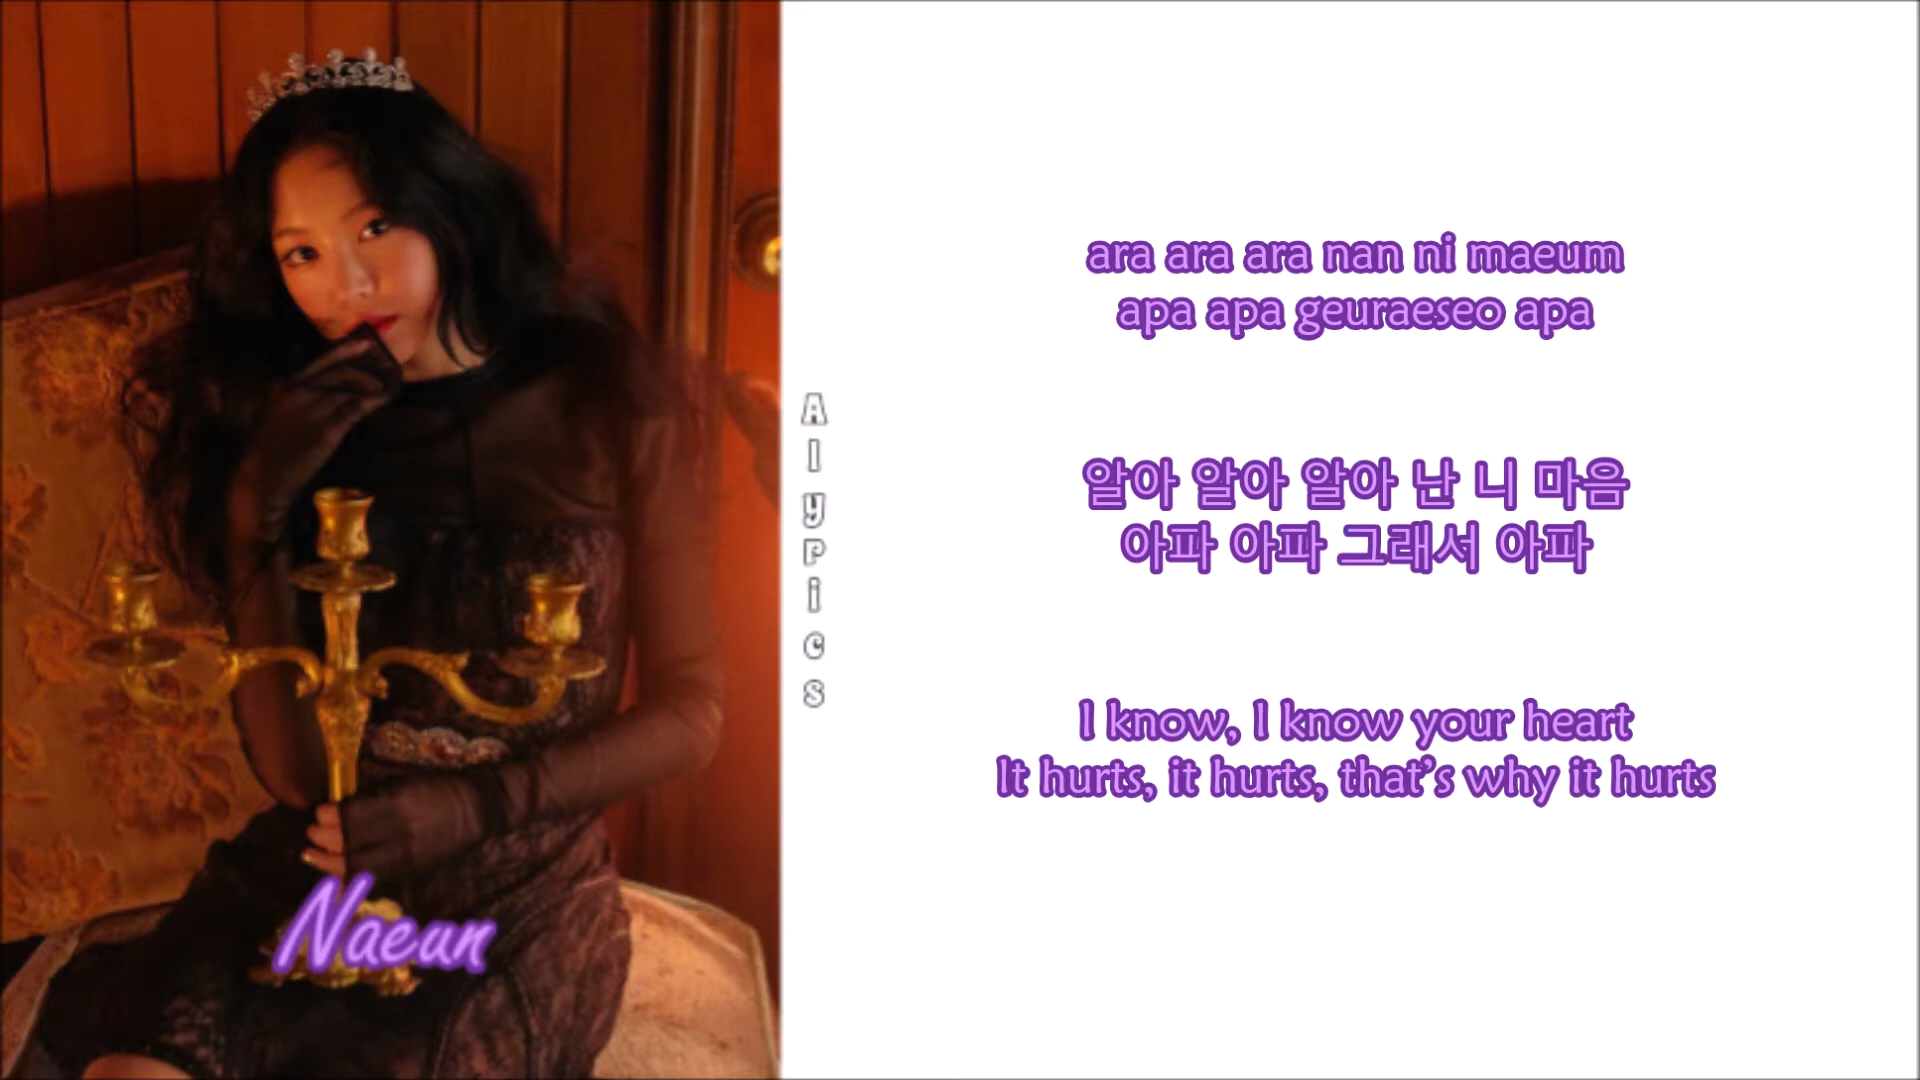 Naeun
AlyPics
ara ara ara nan ni maeum
apa apa geuraeseo apa
알아 알아 알아 난 니 마음
아파 아파 그래서 아파
I know, I know your heart
It hurts, it hurts, that's why it hurts